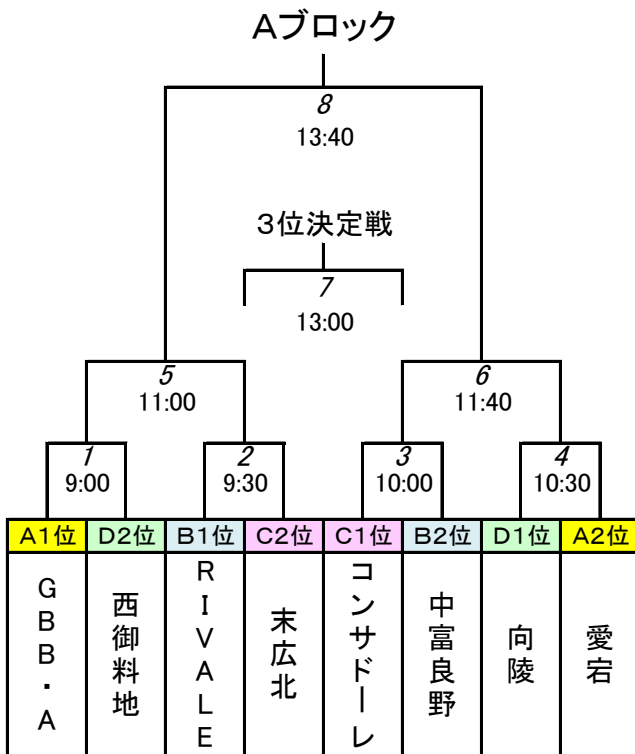 Aブロック
8
13:40
3位決定戦
7
13:00
5
11:00
6
11:40
1
9:00
2
9:30
3
10:00
4
10:30
A1位
D2位
B1位
C2位
C1位
B2位
D1位
A2位
GBB・A
西御料地
RIVALE
末広北
コンサドーレ
中富良野
向陵
愛宕